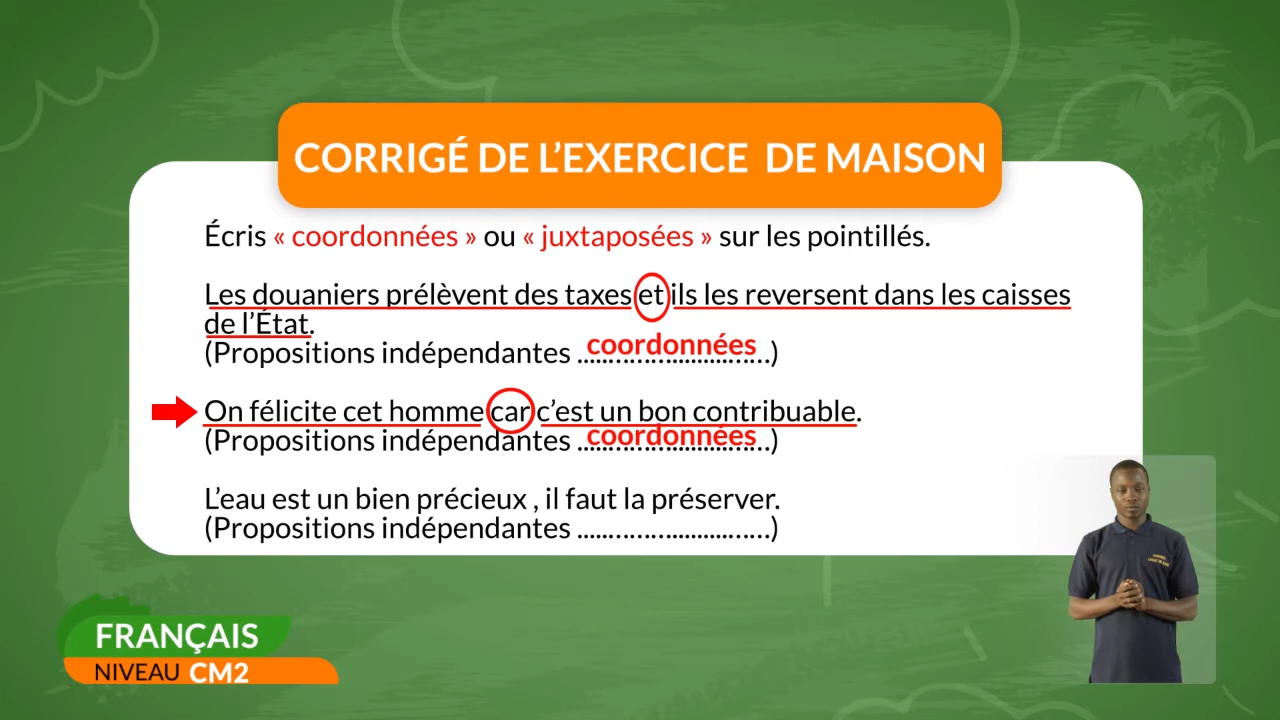 CORRIGÉ DE L’EXERCICE DE MAISON
Écris « coordonnées » ou « juxtaposées » sur les pointillés.
Les douaniers prélèvent des taxes et ils les reversent dans les caisses
de l’État.
(Propositions indépendantes ...coordonnées...)
On félicite cet homme car c’est un bon contribuable.
(Propositions indépendantes ...coordonnées...)
L’eau est un bien précieux , il faut la préserver.
(Propositions indépendantes ..............................)
FRANÇAIS
NIVEAU CM2